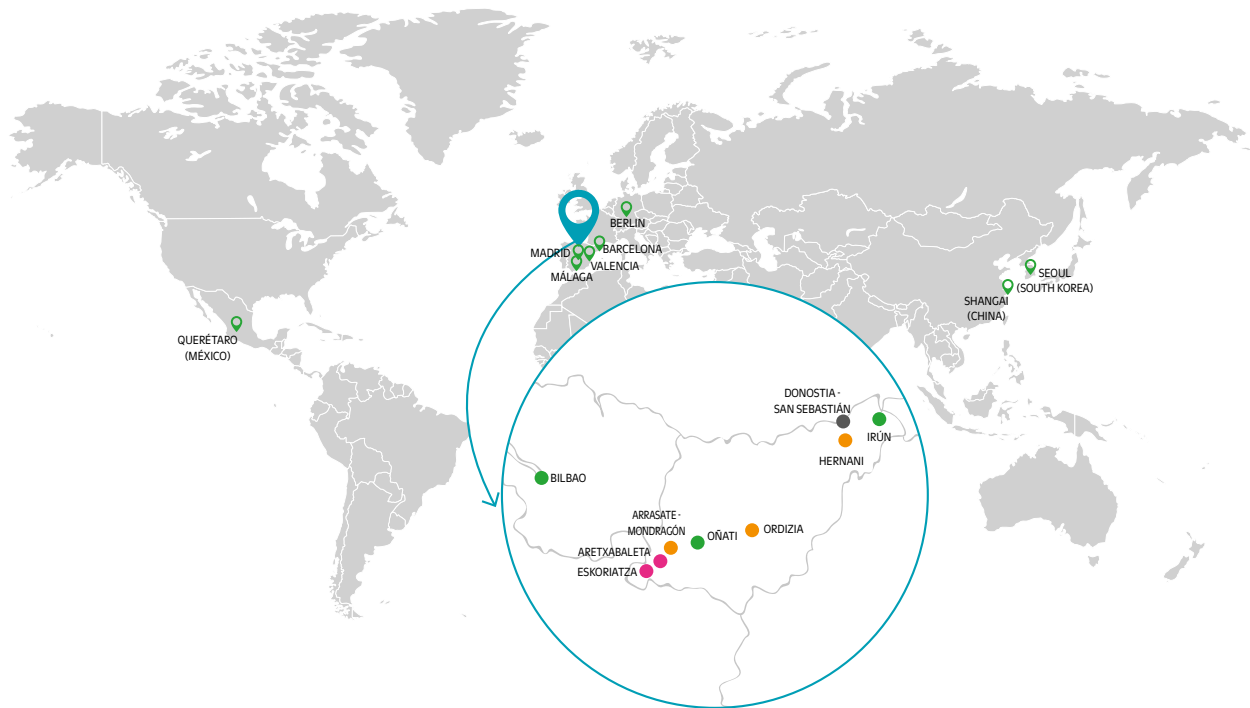 BERLIN
MADRID
BARCELONA
VALENCIA
MÁLAGA
SEOUL
(SOUTH KOREA)
SHANGAI
(CHINA)
QUERÉTARO
(MÉXICO)
DONOSTIA -
SAN SEBASTIÁN
IRÚN
HERNANI
BILBAO
ARRASATE -
MONDRAGÓN
OÑATI
ORDIZIA
ARETXABALETA
ESKORIATZA